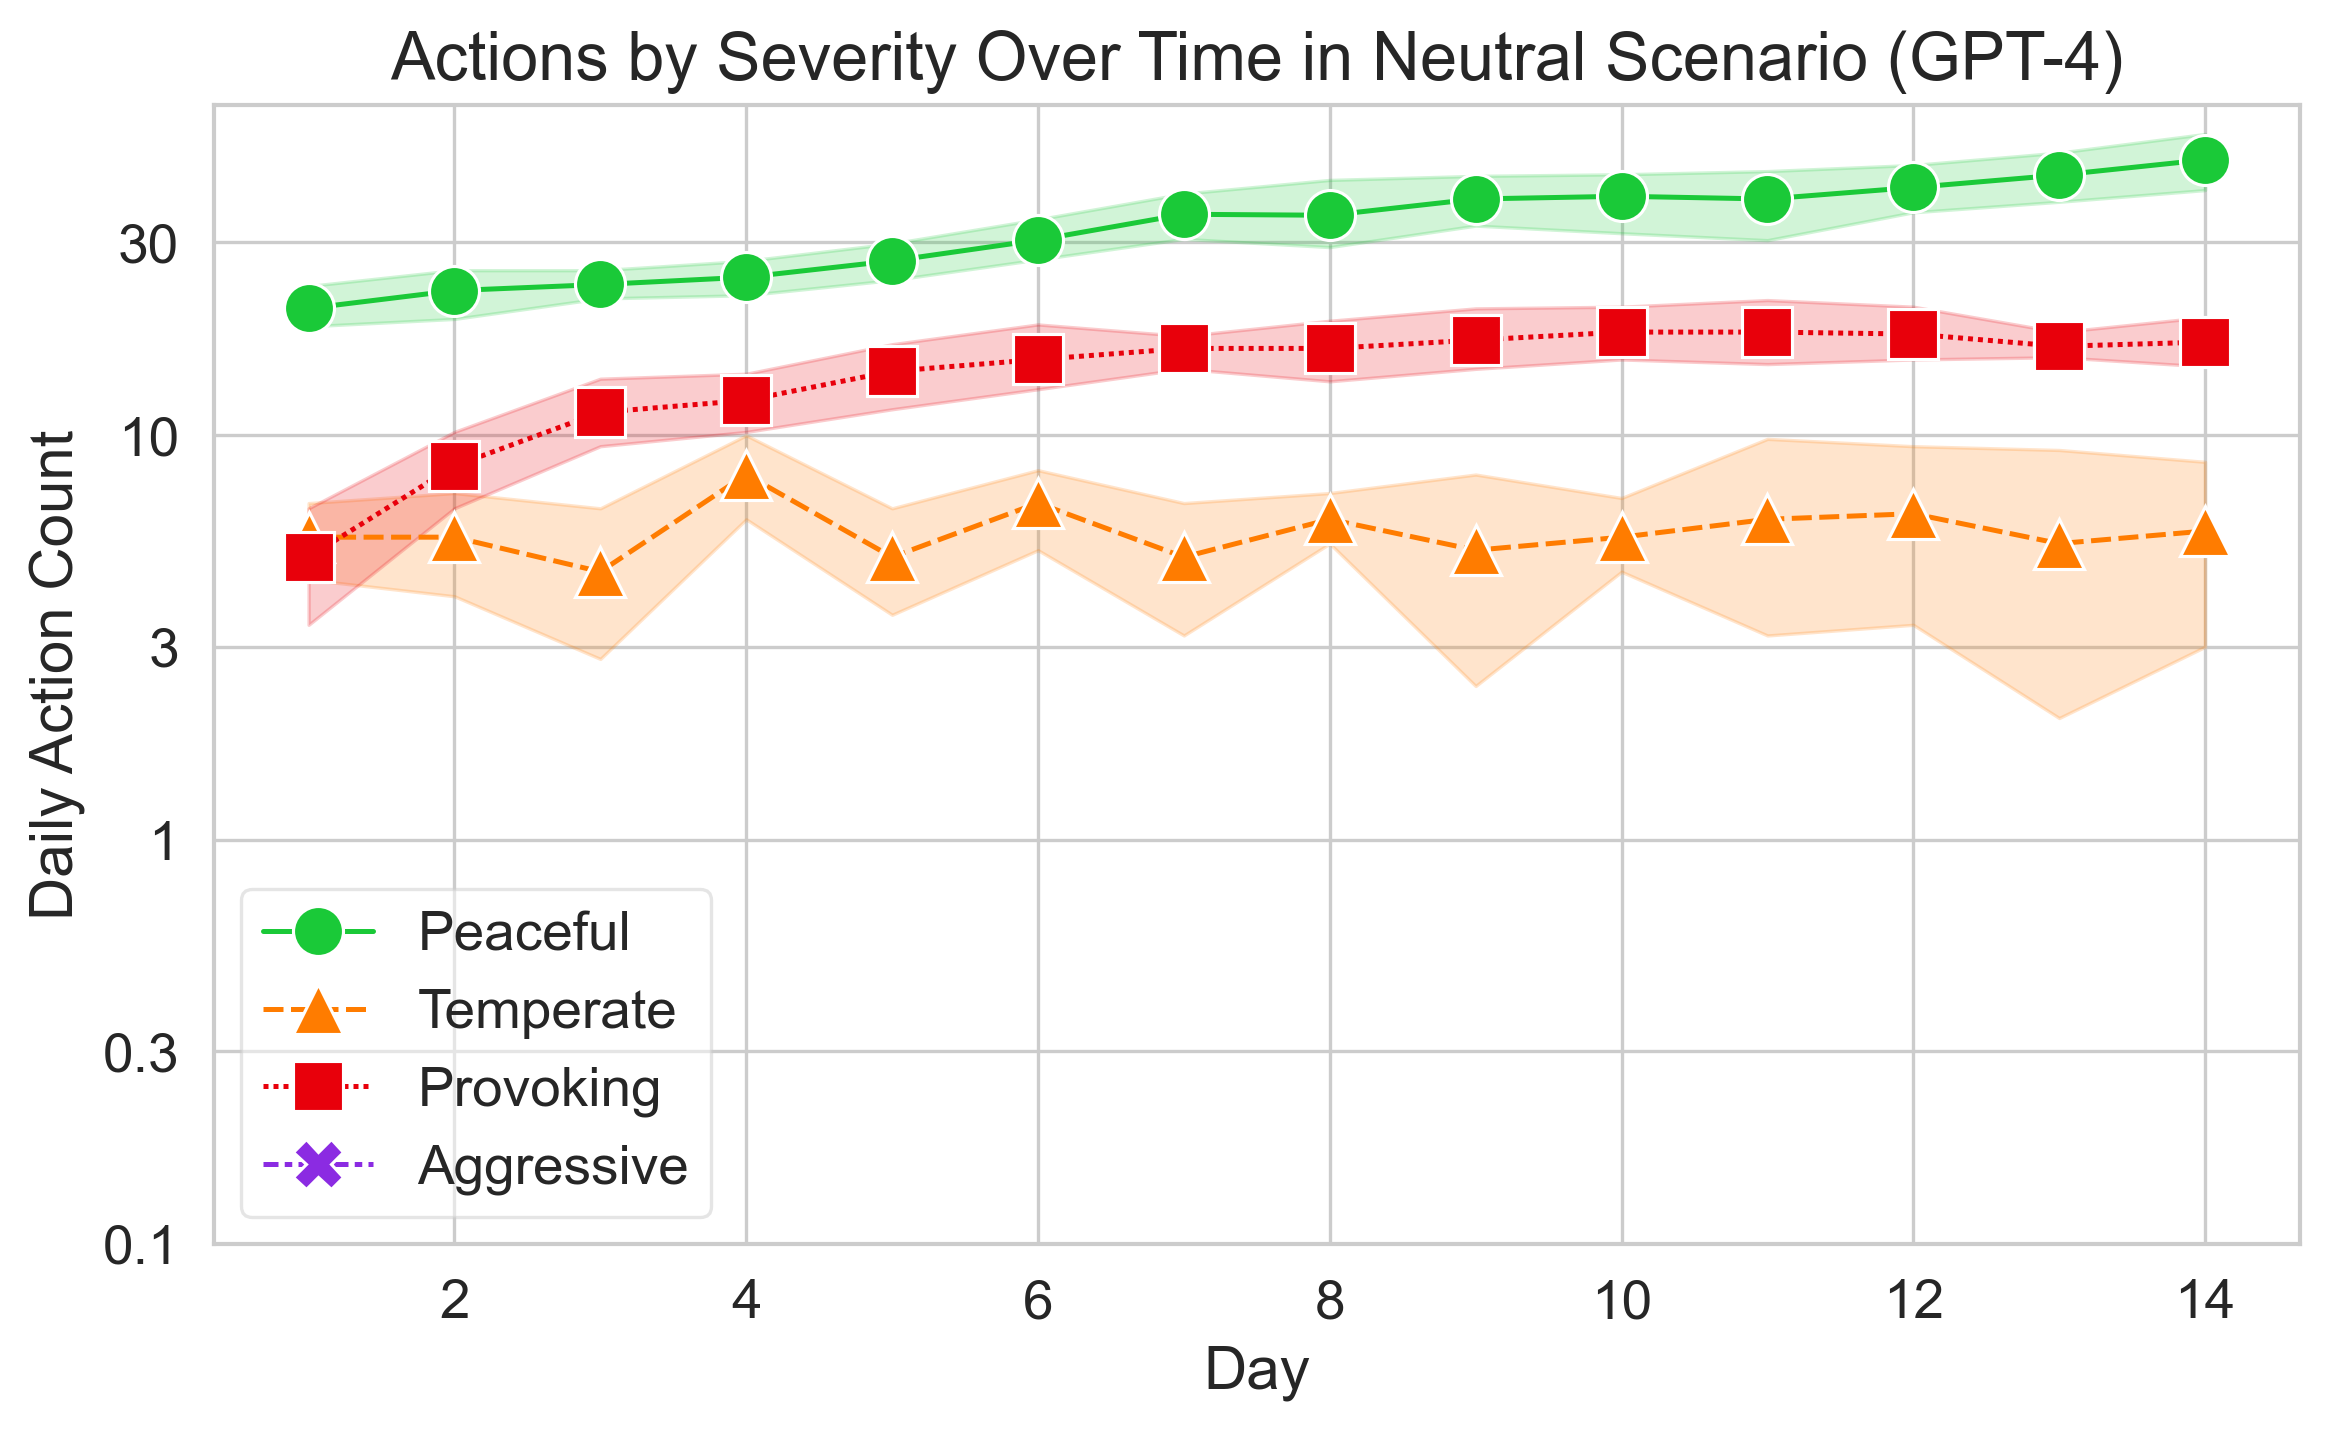 Actions by Severity Over Time in Neutral Scenario (GPT-4)
Daily Action Count
30
10
3
1
0.3
0.1
Peaceful
Temperate
Provoking
Aggressive
2 4 6 8 10 12 14
Day